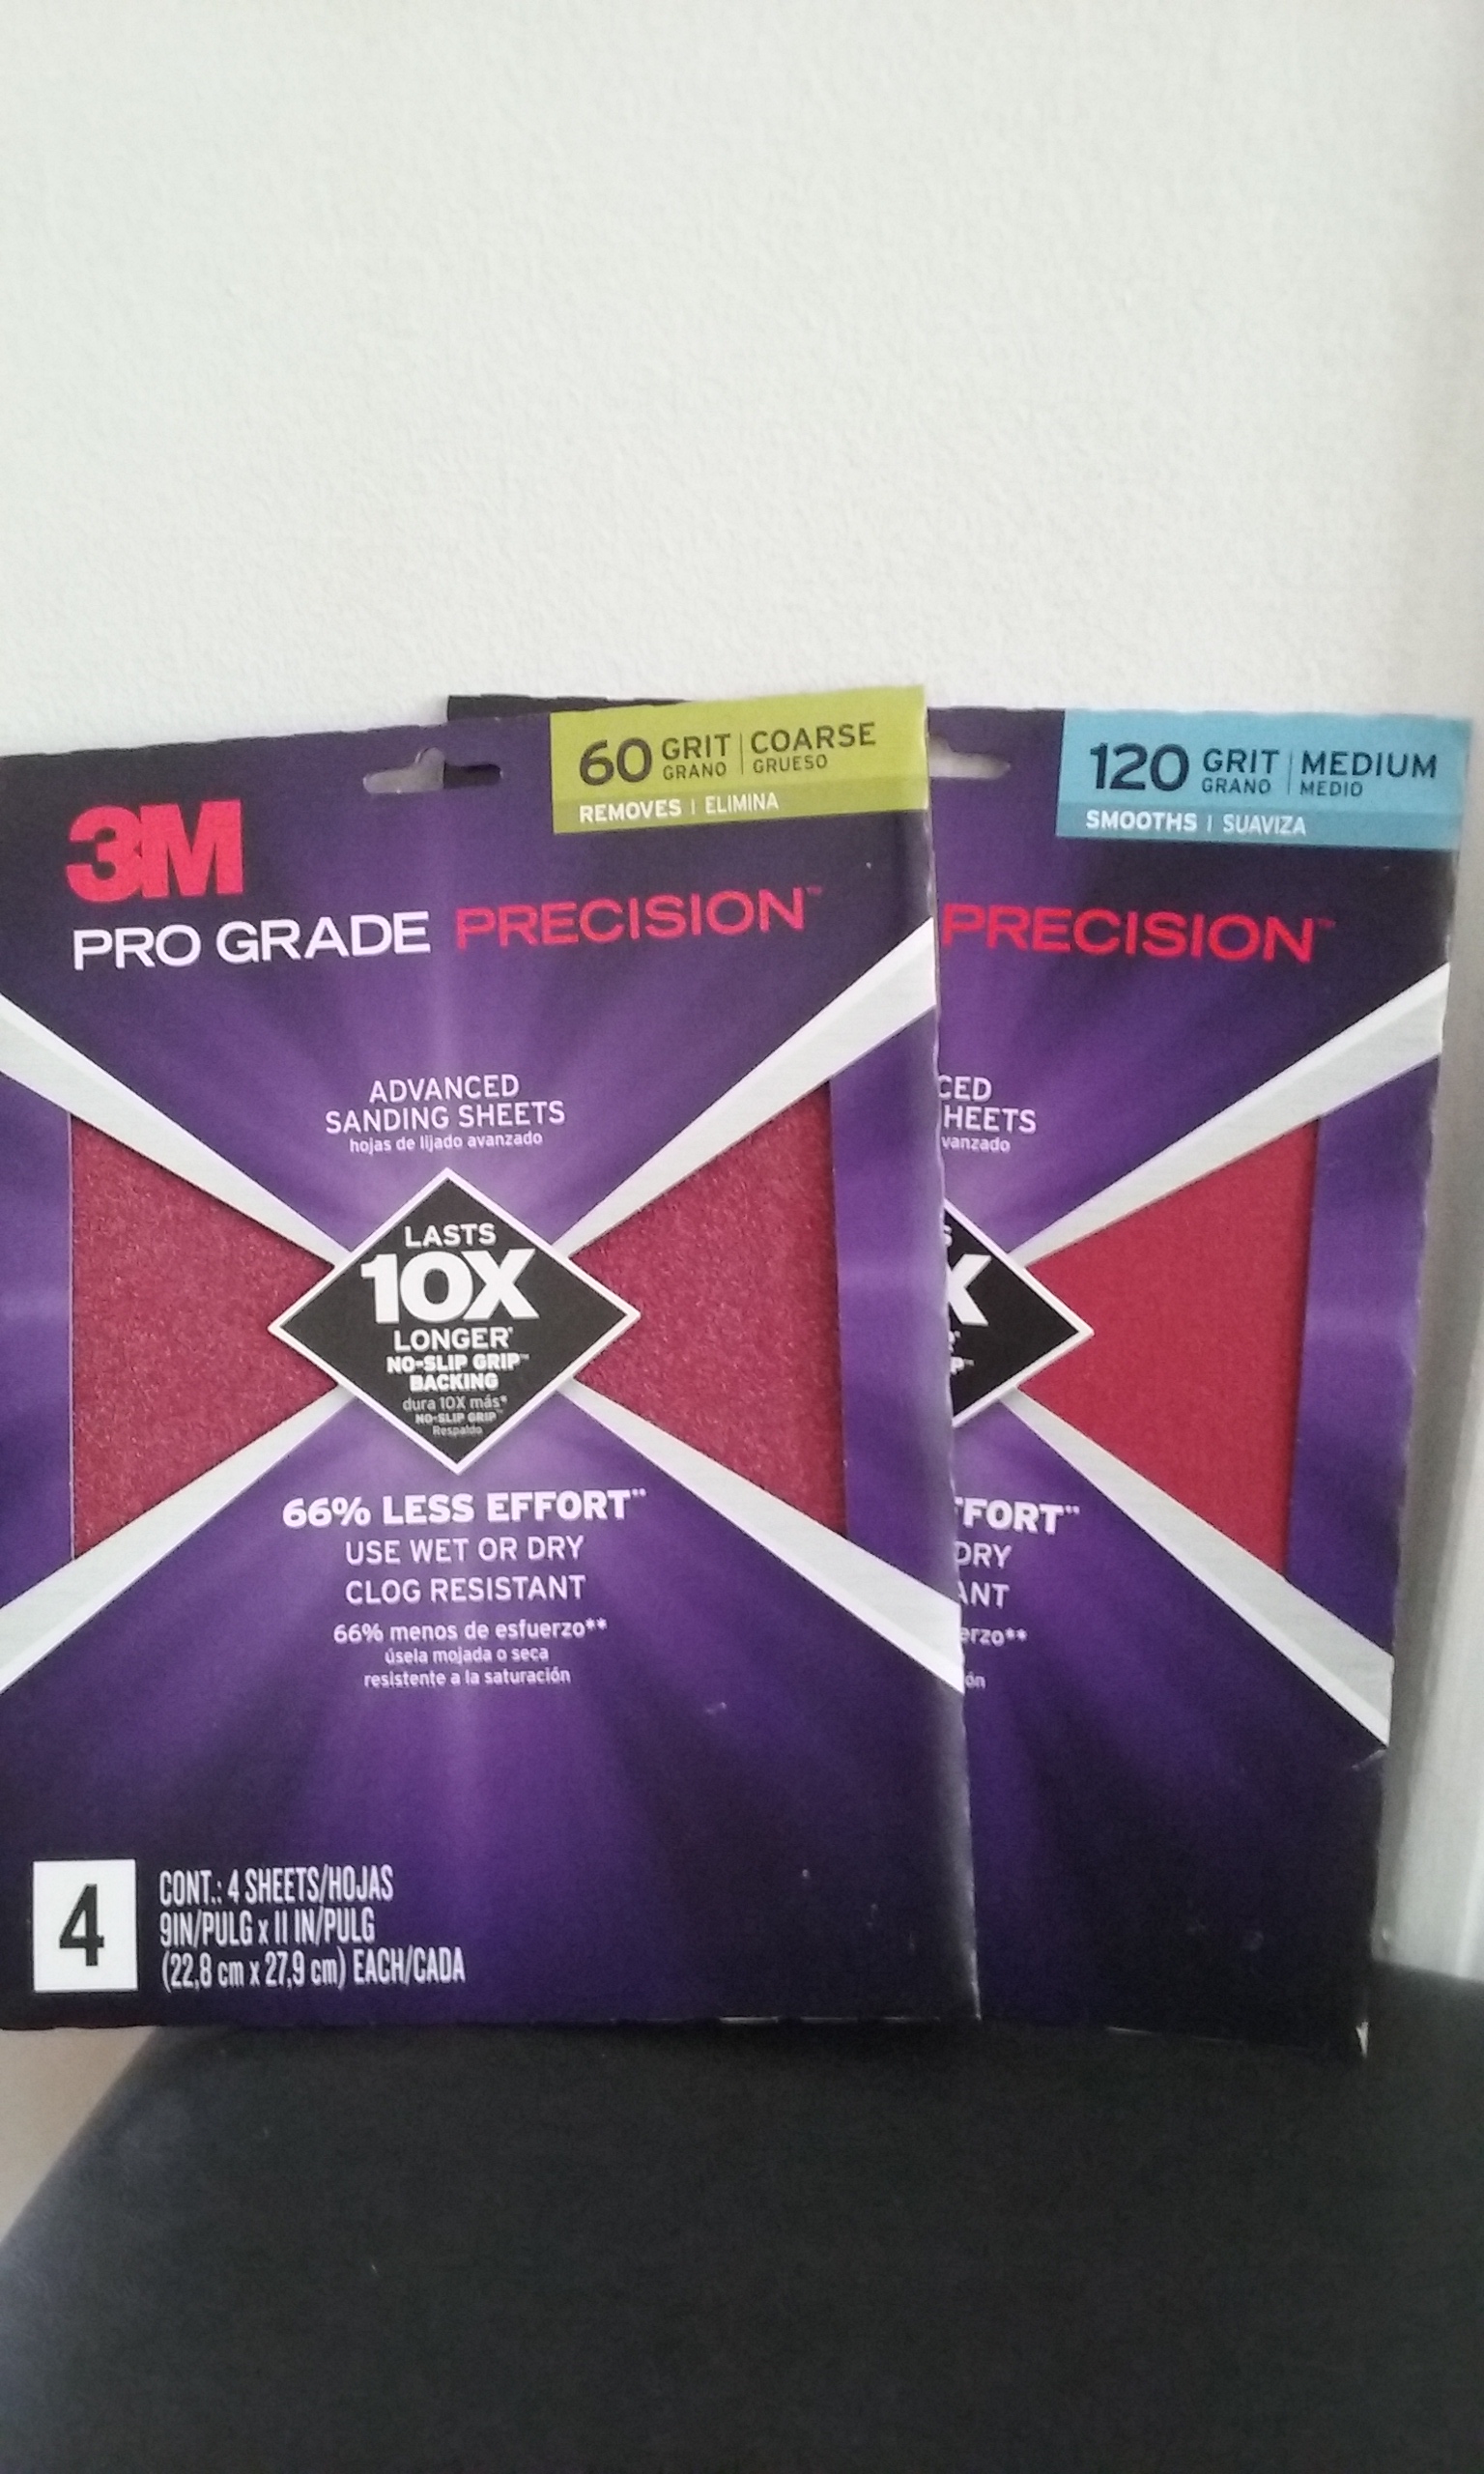 60 GRIT GRANO | COARSE GRUESO
REMOVES | ELIMINA
3M
PRO GRADE PRECISION™
ADVANCED
SANDING SHEETS
hojas de lijado avanzado
LASTS
10X
LONGER*
NO-SLIP GRIP™
BACKING
dura 10X más*
NO-SLIP GRIP™
Respaldo
66% LESS EFFORT**
USE WET OR DRY
CLOG RESISTANT
66% menos de esfuerzo**
úsela mojada o seca
resistente a la saturación
4
CONT.: 4 SHEETS/HOJAS
9IN/PULG x 11 IN/PULG
(22,8 cm x 27,9 cm) EACH/CADA
120 GRIT GRANO | MEDIUM MEDIO
SMOOTHS | SUAVIZA
PRECISION™
CED
HEETS
vanzado
S
X
R*
P™
FFORT**
DRY
ANT
erzo**
ón